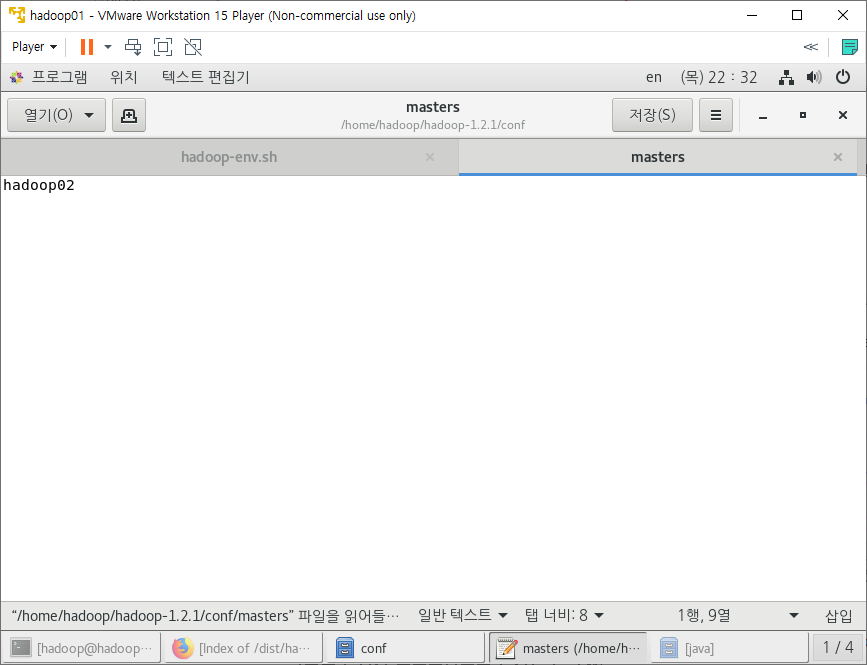 hadoop01 - VMware Workstation 15 Player (Non-commercial use only)
Player
프로그램 위치 텍스트 편집기 en (목) 22 : 32
열기(O) masters 저장(S)
/home/hadoop/hadoop-1.2.1/conf
hadoop-env.sh masters
hadoop02
“/home/hadoop/hadoop-1.2.1/conf/masters” 파일을 읽어들… 일반 텍스트 탭 너비: 8 1행, 9열 삽입
[hadoop@hadoop… [Index of /dist/ha… conf masters (/home/h… [java] 1 / 4